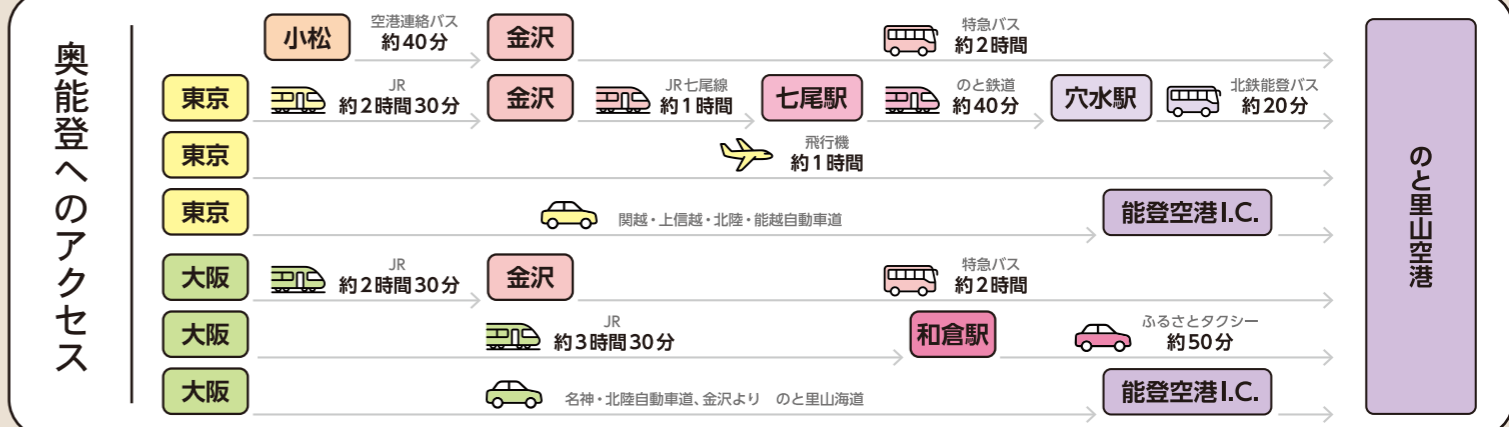 奥能登へのアクセス
小松
空港連絡バス
約40分
金沢
特急バス
約2時間
東京
JR
約2時間30分
金沢
JR七尾線
約1時間
七尾駅
のと鉄道
約40分
穴水駅
北鉄能登バス
約20分
東京
飛行機
約1時間
東京
関越・上信越・北陸・能越自動車道
能登空港I.C.
大阪
JR
約2時間30分
金沢
特急バス
約2時間
大阪
JR
約3時間30分
和倉駅
ふるさとタクシー
約50分
大阪
名神・北陸自動車道、金沢より のと里山海道
能登空港I.C.
のと里山空港